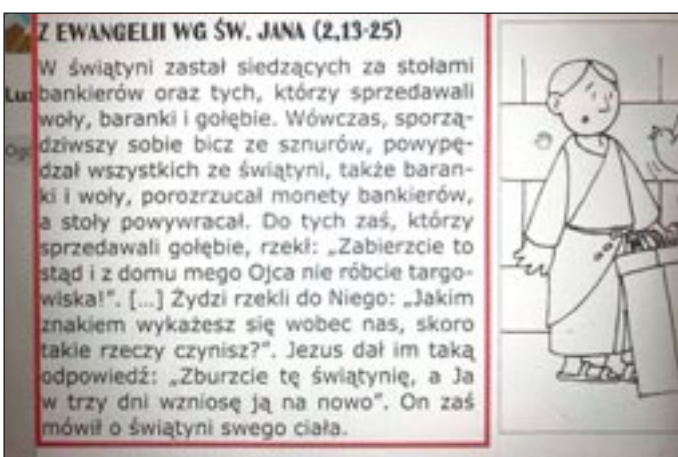 Z EWANGELII WG ŚW. JANA (2,13-25)
W świątyni zastał siedzących za stołami
bankierów oraz tych, którzy sprzedawali
woły, baranki i gołębie. Wówczas, sporzą-
dziwszy sobie bicz ze sznurów, powypę-
dzał wszystkich ze świątyni, także baran-
ki i woły, porozrzucał monety bankierów,
a stoły powywracał. Do tych zaś, którzy
sprzedawali gołębie, rzekł: „Zabierzcie to
stąd i z domu mego Ojca nie róbcie targo-
wiska!”. [...] Żydzi rzekli do Niego: „Jakim
znakiem wykażesz się wobec nas, skoro
takie rzeczy czynisz?”. Jezus dał im taką
odpowiedź: „Zburzcie tę świątynię, a Ja
w trzy dni wzniosę ją na nowo”. On zaś
mówił o świątyni swego ciała.